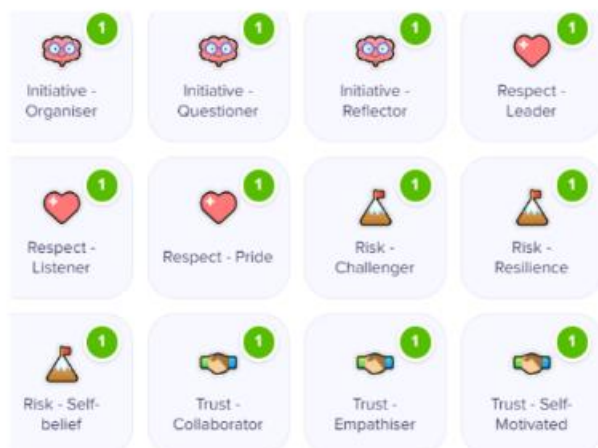 1
1
1
1
Initiative -
Organiser
Initiative -
Questioner
Initiative -
Reflector
Respect -
Leader
1
1
1
1
Respect -
Listener
Respect - Pride
Risk -
Challenger
Risk -
Resilience
1
1
1
1
Risk - Self-
belief
Trust -
Collaborator
Trust -
Empathiser
Trust - Self-
Motivated